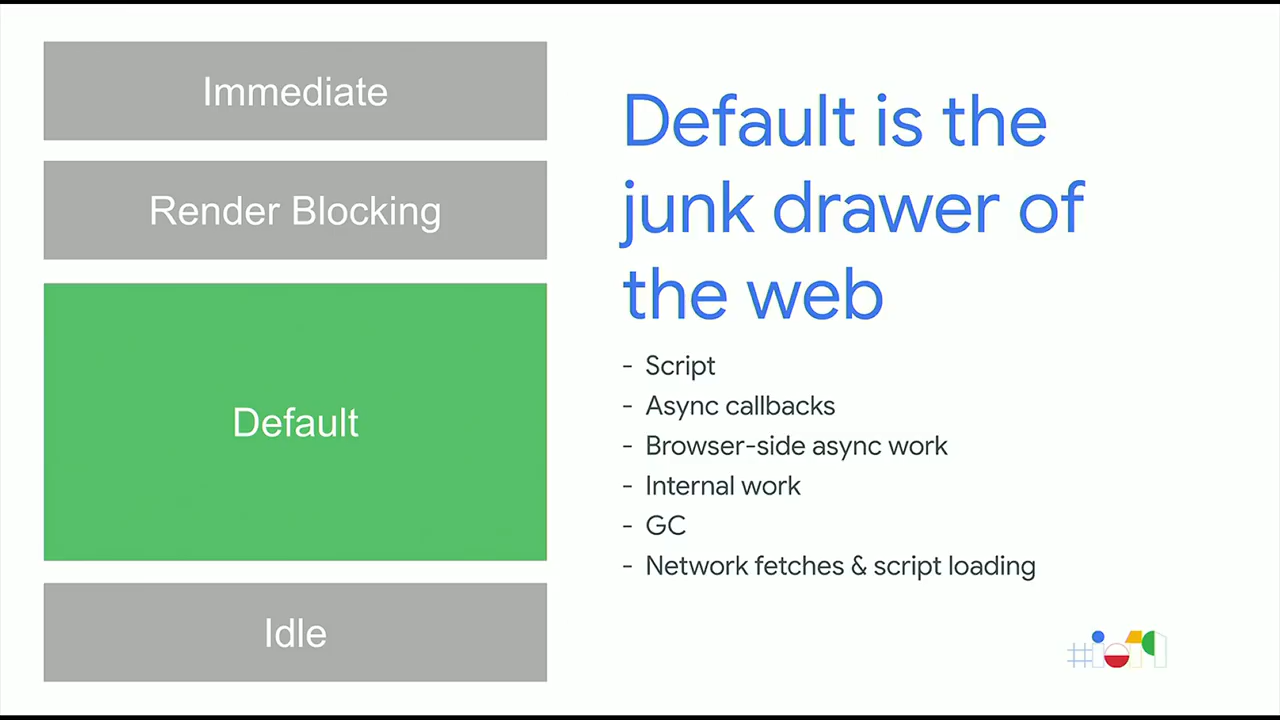 Immediate
Render Blocking
Default
Idle
Default is the
junk drawer of
the web
- Script
- Async callbacks
- Browser-side async work
- Internal work
- GC
- Network fetches & script loading
#io19